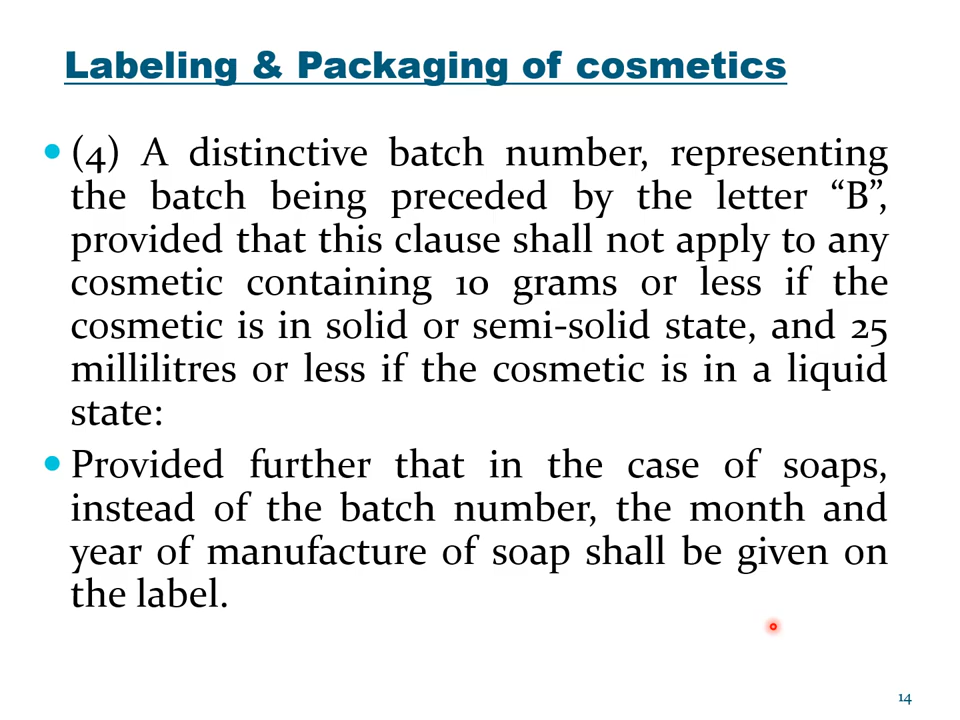 Labeling & Packaging of cosmetics
• (4) A distinctive batch number, representing
the batch being preceded by the letter “B”,
provided that this clause shall not apply to any
cosmetic containing 10 grams or less if the
cosmetic is in solid or semi-solid state, and 25
millilitres or less if the cosmetic is in a liquid
state:
• Provided further that in the case of soaps,
instead of the batch number, the month and
year of manufacture of soap shall be given on
the label.
14